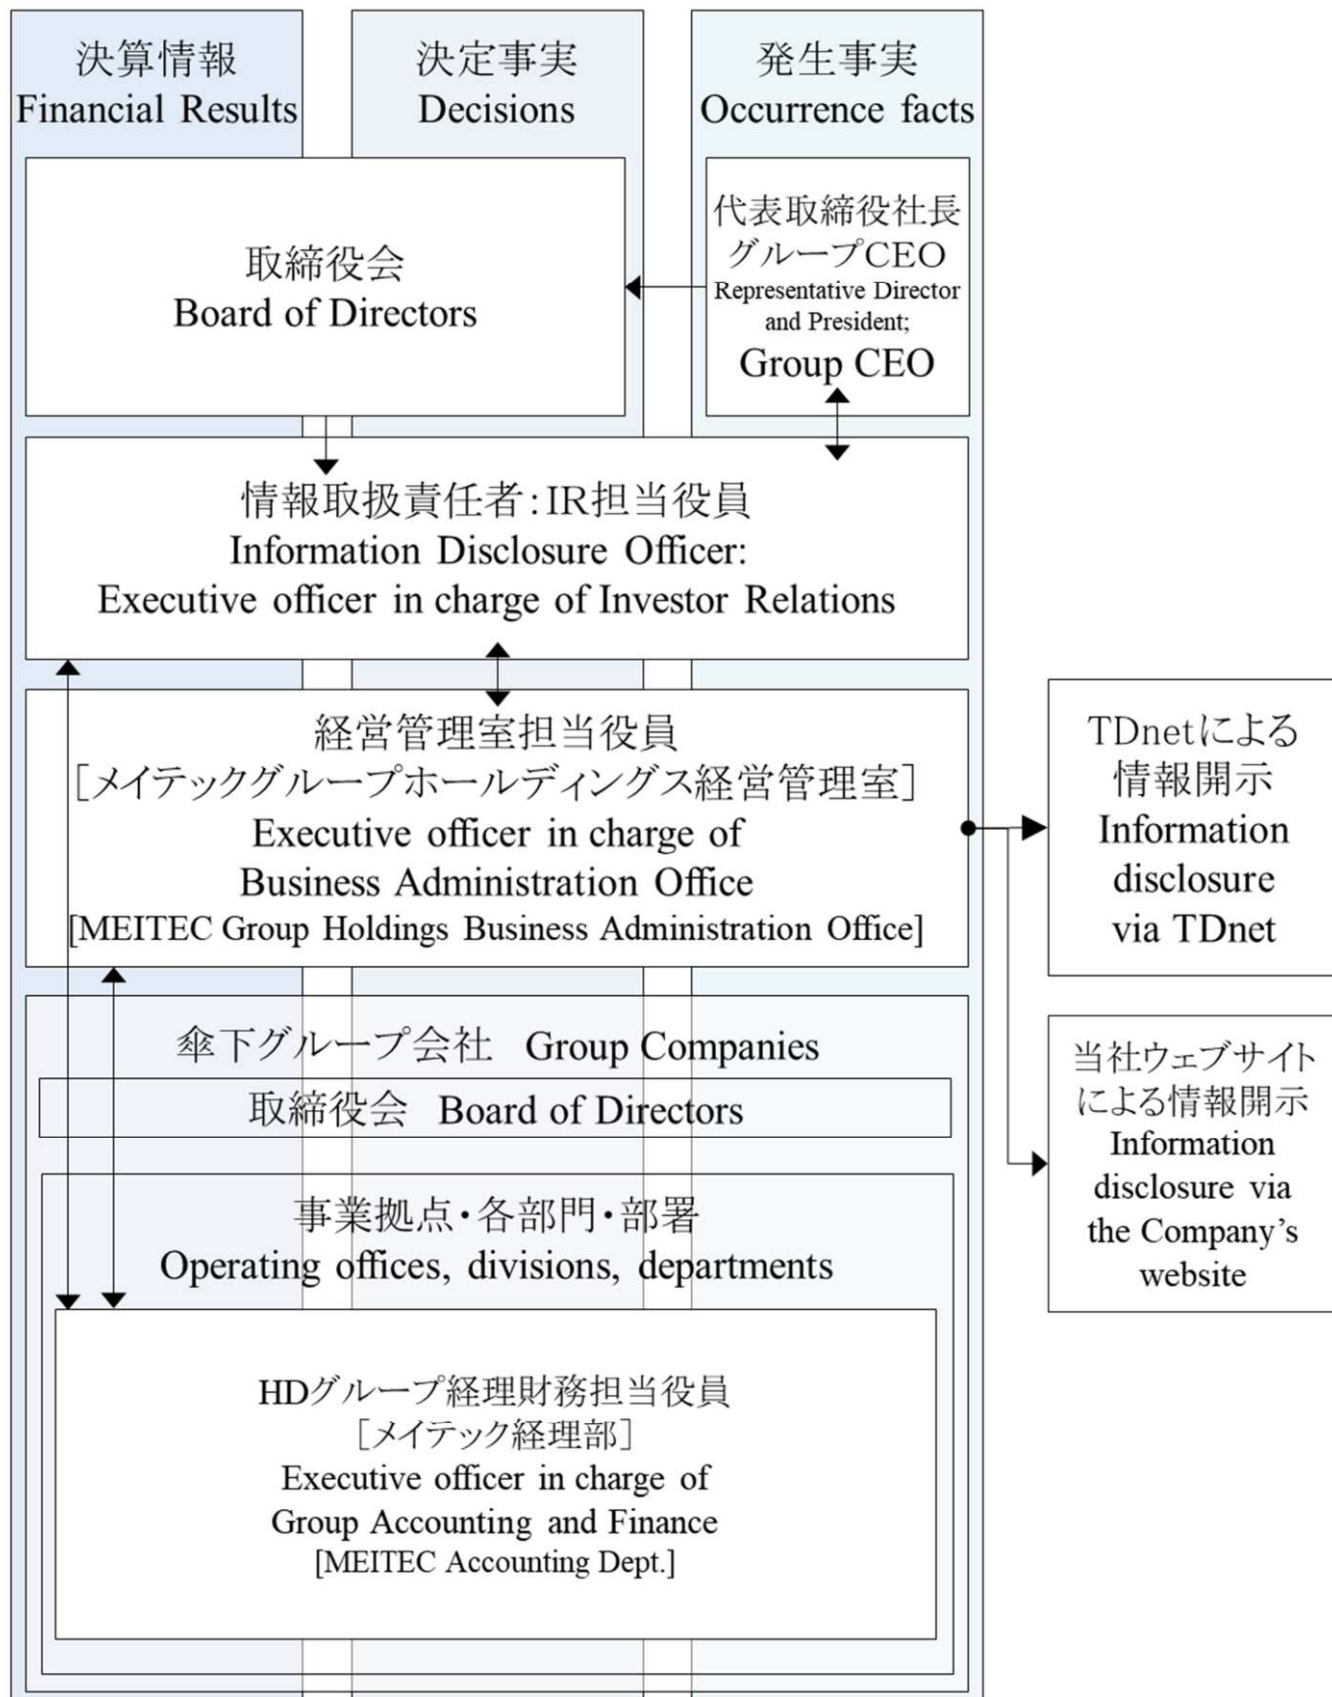 決算情報
Financial Results
決定事実
Decisions
発生事実
Occurrence facts
取締役会
Board of Directors
代表取締役社長
グループCEO
Representative Director
and President;
Group CEO
情報取扱責任者：IR担当役員
Information Disclosure Officer:
Executive officer in charge of Investor Relations
経営管理室担当役員
［メイテックグループホールディングス経営管理室］
Executive officer in charge of
Business Administration Office
[MEITEC Group Holdings Business Administration Office]
TDnetによる
情報開示
Information
disclosure
via TDnet
傘下グループ会社 Group Companies
取締役会 Board of Directors
当社ウェブサイト
による情報開示
Information
disclosure via
the Company’s
website
事業拠点・各部門・部署
Operating offices, divisions, departments
HDグループ経理財務担当役員
［メイテック経理部］
Executive officer in charge of
Group Accounting and Finance
[MEITEC Accounting Dept.]